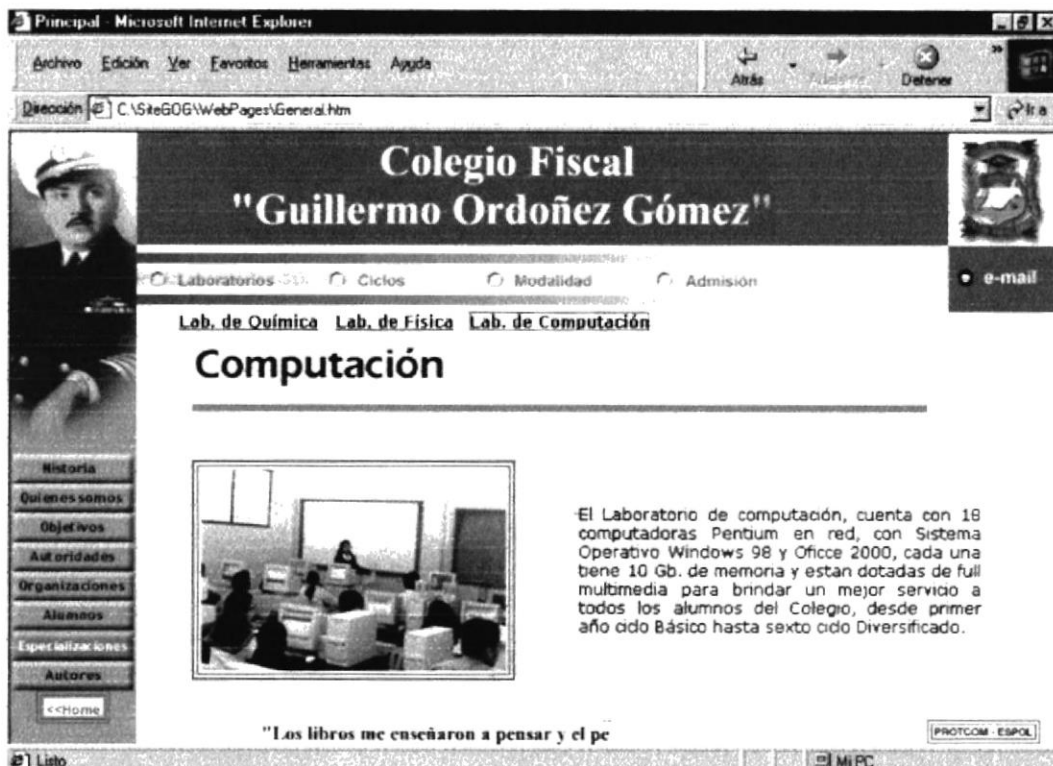 Principal - Microsoft Internet Explorer
Archivo Edición Ver Favoritos Herramientas Ayuda
Atrás Adelante Detener »
Dirección C:\SiteGOG\WebPages\General.htm Ir a
Colegio Fiscal
"Guillermo Ordoñez Gómez"
Laboratorios Ciclos Modalidad Admisión
e-mail
Lab. de Química Lab. de Física Lab. de Computación
Computación
Historia
Quienes somos
Objetivos
Autoridades
Organizaciones
Alumnos
Especializaciones
Autores
<<Home
El Laboratorio de computación, cuenta con 18
computadoras Pentium en red, con Sistema
Operativo Windows 98 y Oficce 2000, cada una
tiene 10 Gb. de memoria y estan dotadas de full
multimedia para brindar un mejor servicio a
todos los alumnos del Colegio, desde primer
año ciclo Básico hasta sexto ciclo Diversificado.
"Los libros me enseñaron a pensar y el pe
PROTCOM - ESPOL
Listo Mi PC